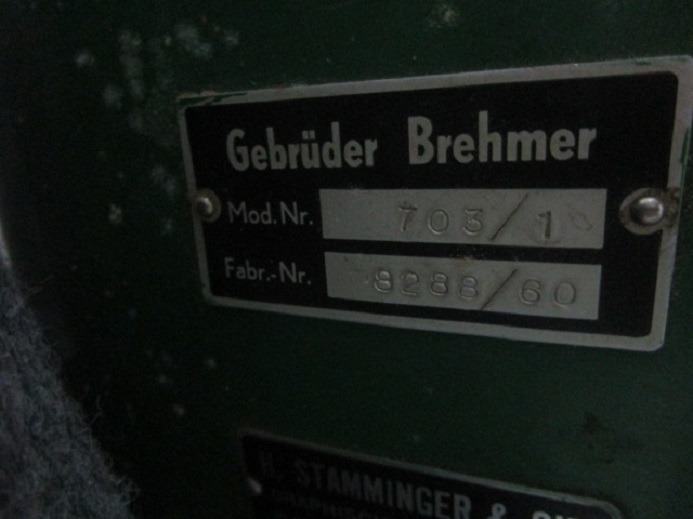 Gebrüder Brehmer
Mod. Nr. 703/1
Fabr.-Nr. 8288/60
H. STAMMINGER &